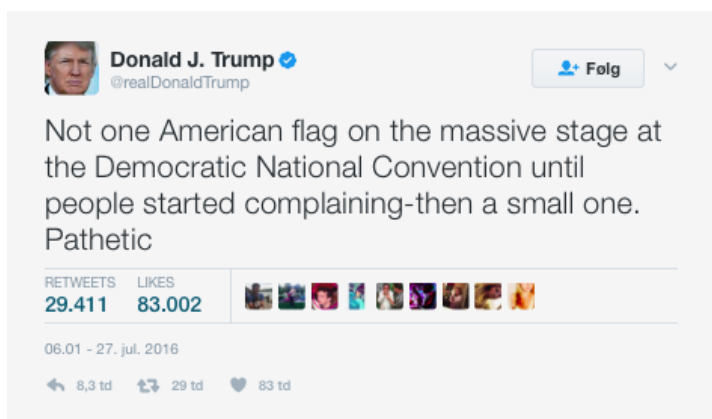 Donald J. Trump
@realDonaldTrump
Følg
Not one American flag on the massive stage at
the Democratic National Convention until
people started complaining-then a small one.
Pathetic
RETWEETS LIKES
29.411 83.002
06.01 - 27. jul. 2016
8,3 td 29 td 83 td